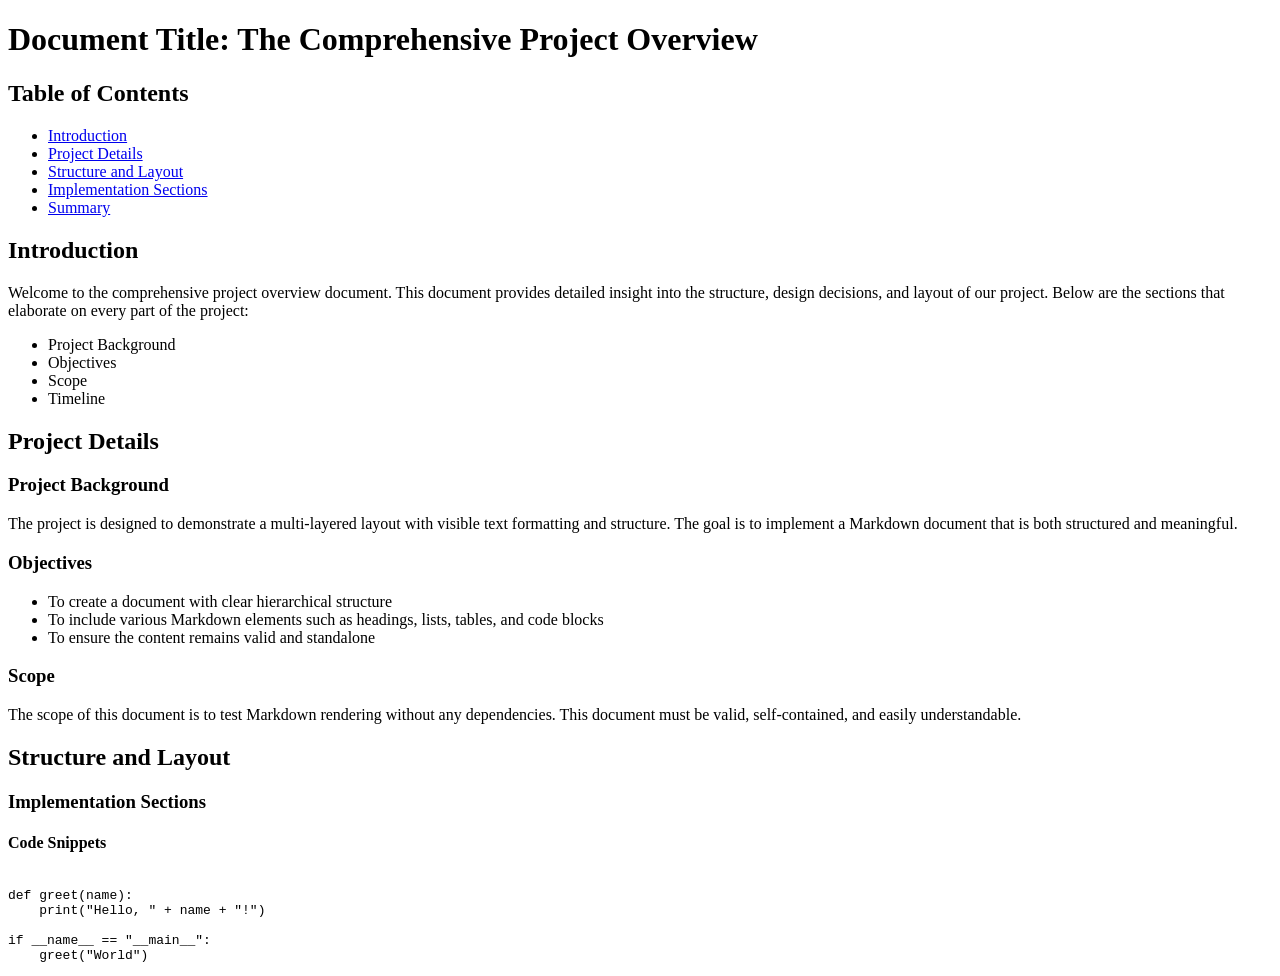 Document Title: The Comprehensive Project Overview
Table of Contents
Introduction
Project Details
Structure and Layout
Implementation Sections
Summary
Introduction
Welcome to the comprehensive project overview document. This document provides detailed insight into the structure, design decisions, and layout of our project. Below are the sections that
elaborate on every part of the project:
Project Background
Objectives
Scope
Timeline
Project Details
Project Background
The project is designed to demonstrate a multi-layered layout with visible text formatting and structure. The goal is to implement a Markdown document that is both structured and meaningful.
Objectives
To create a document with clear hierarchical structure
To include various Markdown elements such as headings, lists, tables, and code blocks
To ensure the content remains valid and standalone
Scope
The scope of this document is to test Markdown rendering without any dependencies. This document must be valid, self-contained, and easily understandable.
Structure and Layout
Implementation Sections
Code Snippets
def greet(name):
    print("Hello, " + name + "!")
if __name__ == "__main__":
    greet("World")